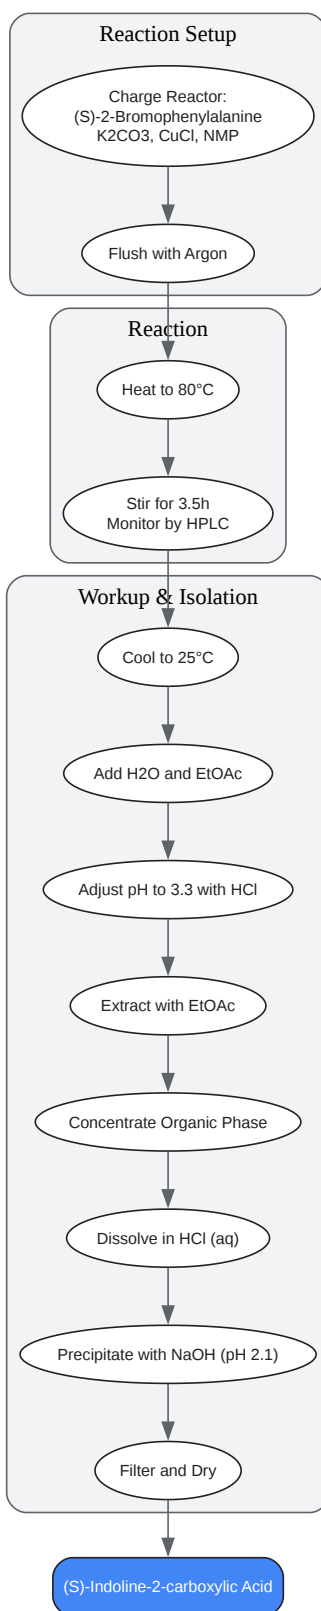 Reaction Setup
Charge Reactor:
(S)-2-Bromophenylalanine
K2CO3, CuCl, NMP
Flush with Argon
Reaction
Heat to 80°C
Stir for 3.5h
Monitor by HPLC
Workup & Isolation
Cool to 25°C
Add H2O and EtOAc
Adjust pH to 3.3 with HCl
Extract with EtOAc
Concentrate Organic Phase
Dissolve in HCl (aq)
Precipitate with NaOH (pH 2.1)
Filter and Dry
(S)-Indoline-2-carboxylic Acid